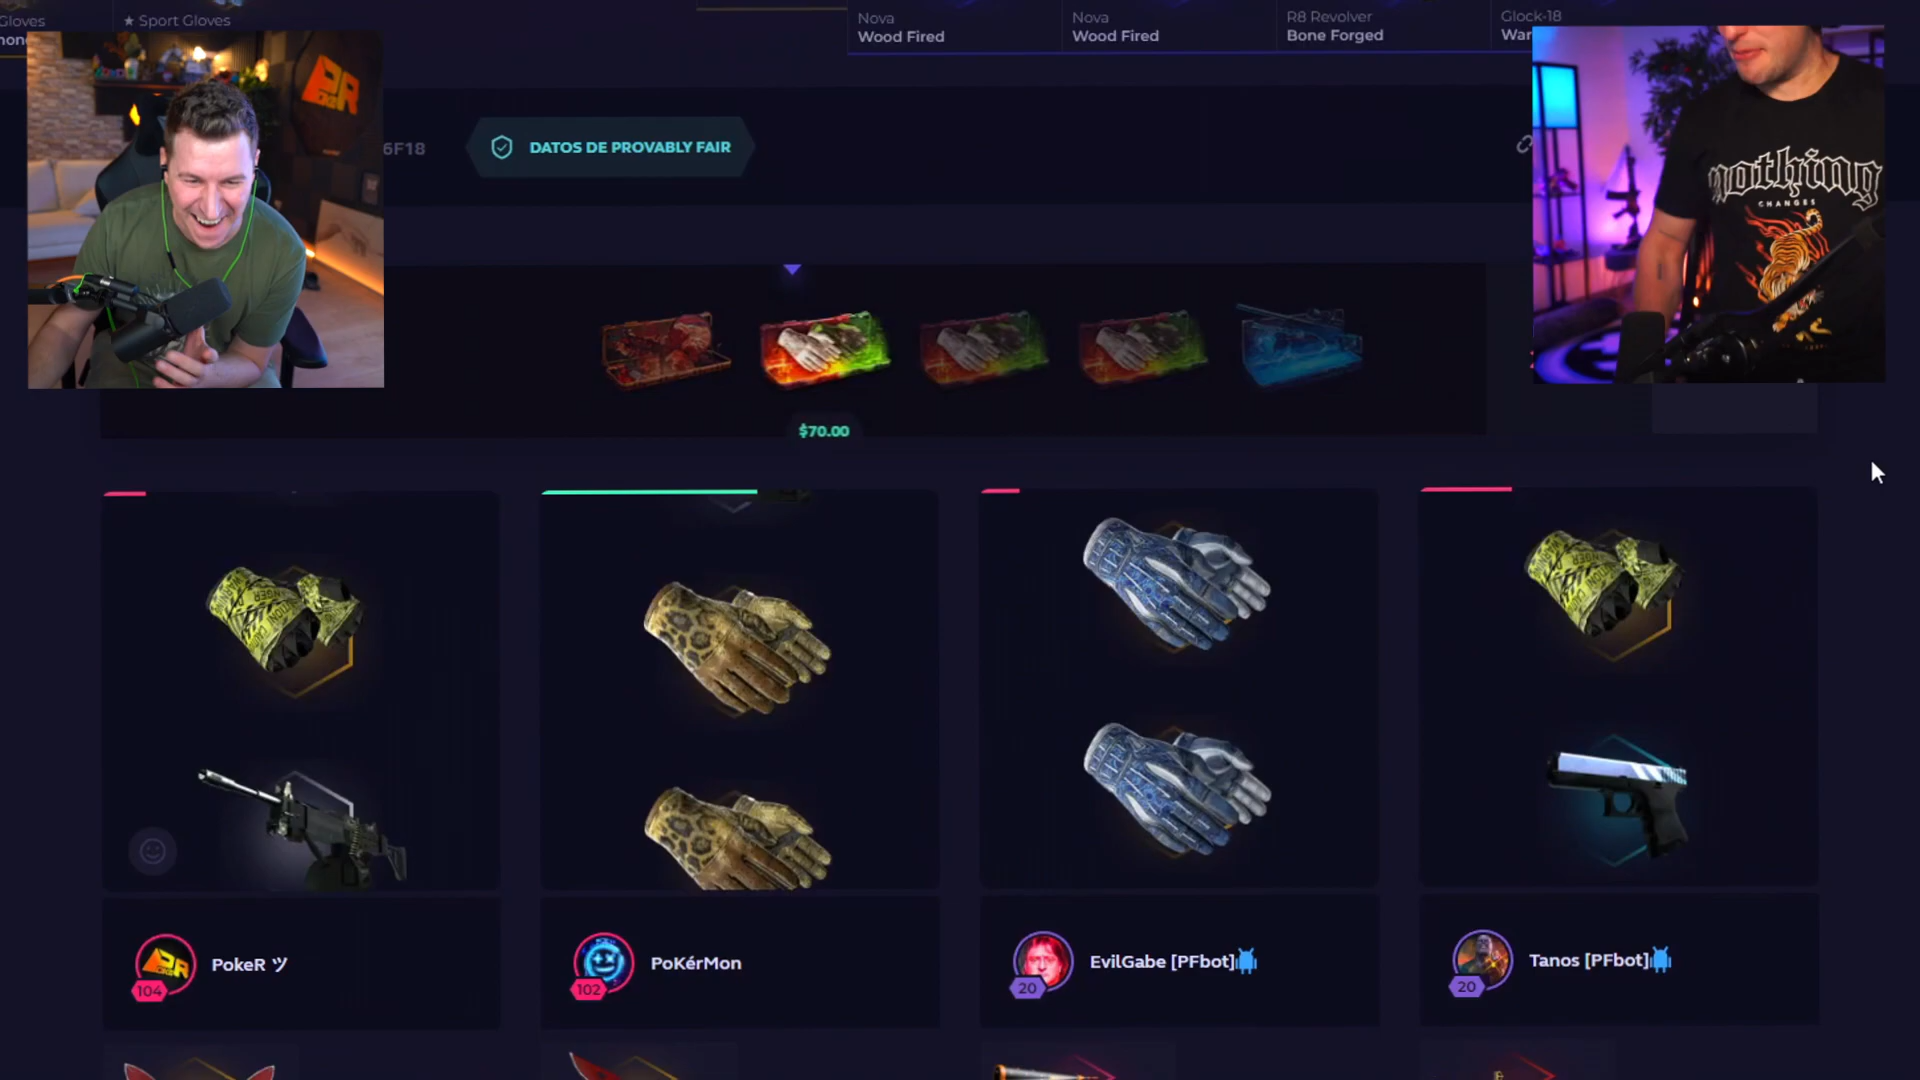 Gloves
★ Sport Gloves
Nova
Wood Fired
Nova
Wood Fired
R8 Revolver
Bone Forged
Glock-18
6F18
DATOS DE PROVABLY FAIR
nothing
CHANGES
$70.00
PokeR ツ
104
PoKérMon
102
EvilGabe [PFbot]
20
Tanos [PFbot]
20